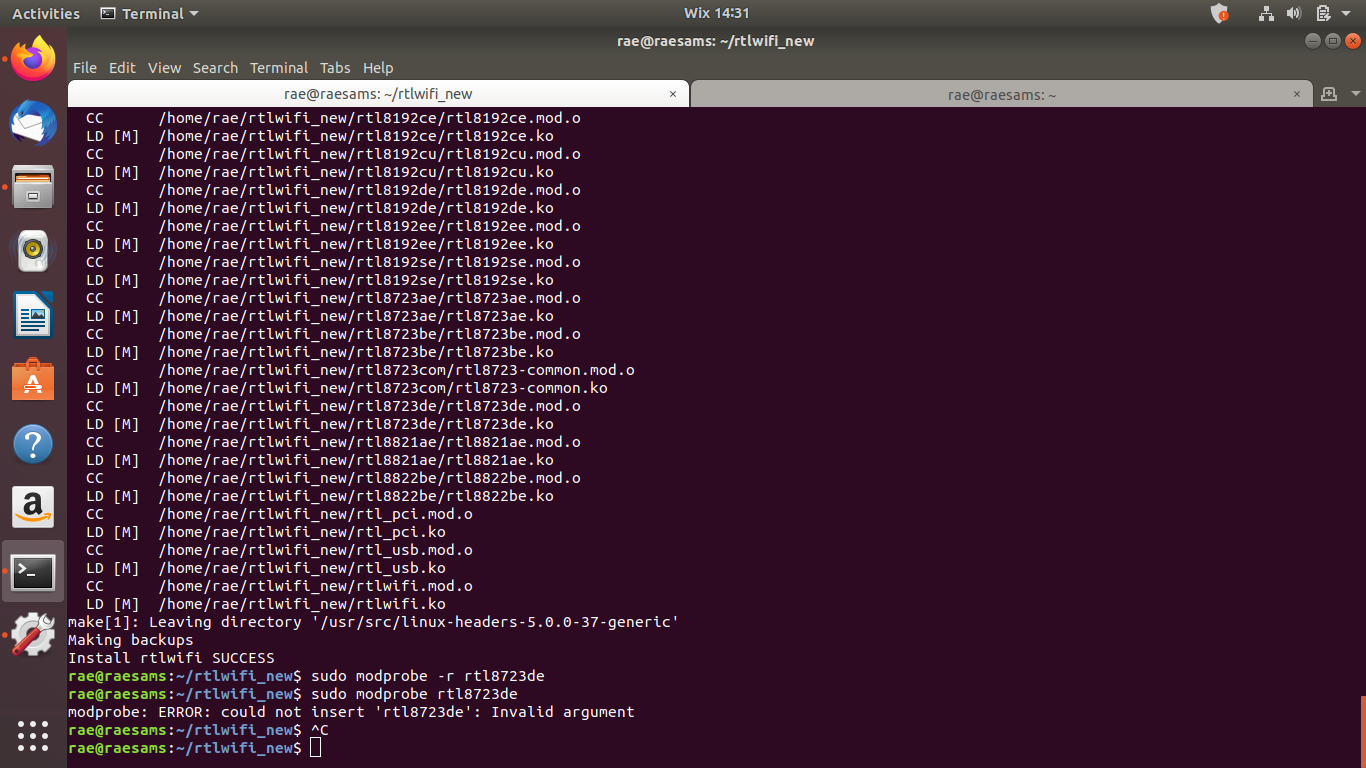 Activities Terminal Wix 14:31
rae@raesams: ~/rtlwifi_new
File Edit View Search Terminal Tabs Help
rae@raesams: ~/rtlwifi_new × rae@raesams: ~ ×
CC /home/rae/rtlwifi_new/rtl8192ce/rtl8192ce.mod.o
LD [M] /home/rae/rtlwifi_new/rtl8192ce/rtl8192ce.ko
CC /home/rae/rtlwifi_new/rtl8192cu/rtl8192cu.mod.o
LD [M] /home/rae/rtlwifi_new/rtl8192cu/rtl8192cu.ko
CC /home/rae/rtlwifi_new/rtl8192de/rtl8192de.mod.o
LD [M] /home/rae/rtlwifi_new/rtl8192de/rtl8192de.ko
CC /home/rae/rtlwifi_new/rtl8192ee/rtl8192ee.mod.o
LD [M] /home/rae/rtlwifi_new/rtl8192ee/rtl8192ee.ko
CC /home/rae/rtlwifi_new/rtl8192se/rtl8192se.mod.o
LD [M] /home/rae/rtlwifi_new/rtl8192se/rtl8192se.ko
CC /home/rae/rtlwifi_new/rtl8723ae/rtl8723ae.mod.o
LD [M] /home/rae/rtlwifi_new/rtl8723ae/rtl8723ae.ko
CC /home/rae/rtlwifi_new/rtl8723be/rtl8723be.mod.o
LD [M] /home/rae/rtlwifi_new/rtl8723be/rtl8723be.ko
CC /home/rae/rtlwifi_new/rtl8723com/rtl8723-common.mod.o
LD [M] /home/rae/rtlwifi_new/rtl8723com/rtl8723-common.ko
CC /home/rae/rtlwifi_new/rtl8723de/rtl8723de.mod.o
LD [M] /home/rae/rtlwifi_new/rtl8723de/rtl8723de.ko
CC /home/rae/rtlwifi_new/rtl8821ae/rtl8821ae.mod.o
LD [M] /home/rae/rtlwifi_new/rtl8821ae/rtl8821ae.ko
CC /home/rae/rtlwifi_new/rtl8822be/rtl8822be.mod.o
LD [M] /home/rae/rtlwifi_new/rtl8822be/rtl8822be.ko
CC /home/rae/rtlwifi_new/rtl_pci.mod.o
LD [M] /home/rae/rtlwifi_new/rtl_pci.ko
CC /home/rae/rtlwifi_new/rtl_usb.mod.o
LD [M] /home/rae/rtlwifi_new/rtl_usb.ko
CC /home/rae/rtlwifi_new/rtlwifi.mod.o
LD [M] /home/rae/rtlwifi_new/rtlwifi.ko
make[1]: Leaving directory '/usr/src/linux-headers-5.0.0-37-generic'
Making backups
Install rtlwifi SUCCESS
rae@raesams:~/rtlwifi_new$ sudo modprobe -r rtl8723de
rae@raesams:~/rtlwifi_new$ sudo modprobe rtl8723de
modprobe: ERROR: could not insert 'rtl8723de': Invalid argument
rae@raesams:~/rtlwifi_new$ ^C
rae@raesams:~/rtlwifi_new$